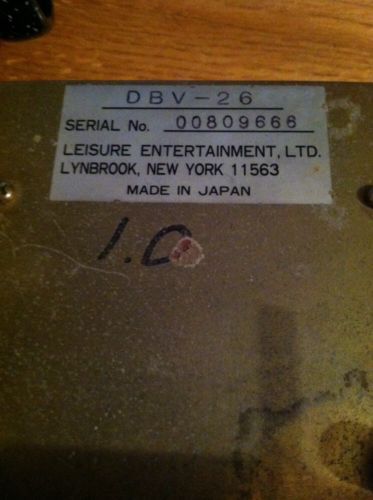 DBV-26
SERIAL No. 00809666
LEISURE ENTERTAINMENT, LTD.
LYNBROOK, NEW YORK 11563
MADE IN JAPAN
1.0